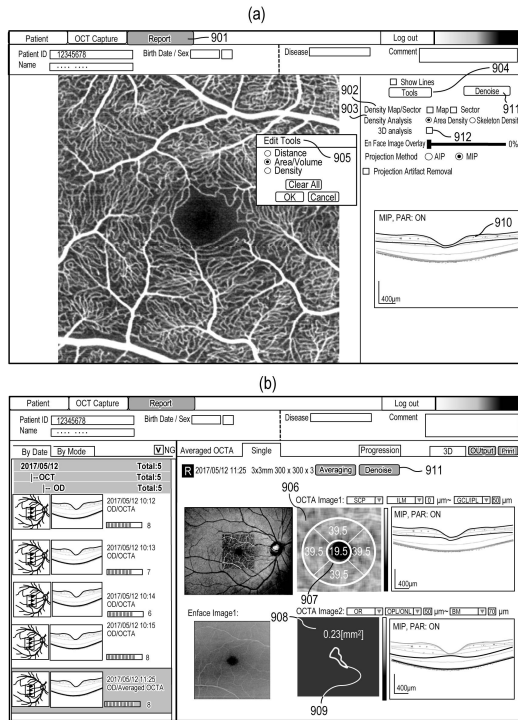 (a)
Patient OCT Capture Report 901 Log out
Patient ID 12345678 Birth Date / Sex Disease Comment
Name .... ....
904
Show Lines
Tools Denoise
902 911
Density Map/Sector Map Sector
903 Density Analysis Area Density Skeleton Densit
3D analysis 912
En Face Image Overlay 0%
Projection Method AIP MIP
Projection Artifact Removal
Edit Tools
Distance 905
Area/Volume
Density
Clear All
OK Cancel
MIP, PAR: ON 910
400μm
(b)
Patient OCT Capture Report Log out
Patient ID 12345678 Birth Date / Sex Disease Comment
Name .... ....
By Date By Mode V NG Averaged OCTA Single Progression 3D OUtput Print
2017/05/12 Total:5
|--OCT Total:5
|-- OD Total:5
R 2017/05/12 11:25 3x3mm 300 x 300 x 3 Averaging Denoise 911
2017/05/12 10:12
OD/OCTA
8
2017/05/12 10:13
OD/OCTA
7
2017/05/12 10:14
OD/OCTA
6
2017/05/12 10:15
OD/OCTA
8
2017/05/12 11:25
OD/Averaged OCTA
8
906 OCTA Image1: SCP ILM 0 μm~ GCL/IPL 50 μm
39.5
39.5 19.5 39.5
39.5
907
MIP, PAR: ON
400μm
Enface Image1:
908 OCTA Image2: OR OPL/ONL 50 μm~ BM 70 μm
0.23[mm²]
909
MIP, PAR: ON
400μm